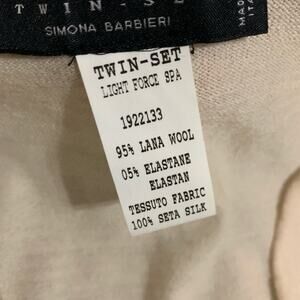 TWIN-SE
SIMONA BARBIERI
MAD
TWIN-SET
LIGHT FORCE SPA
1922133
95% LANA WOOL
05% ELASTANE
ELASTAN
TESSUTO FABRIC
100% SETA SILK